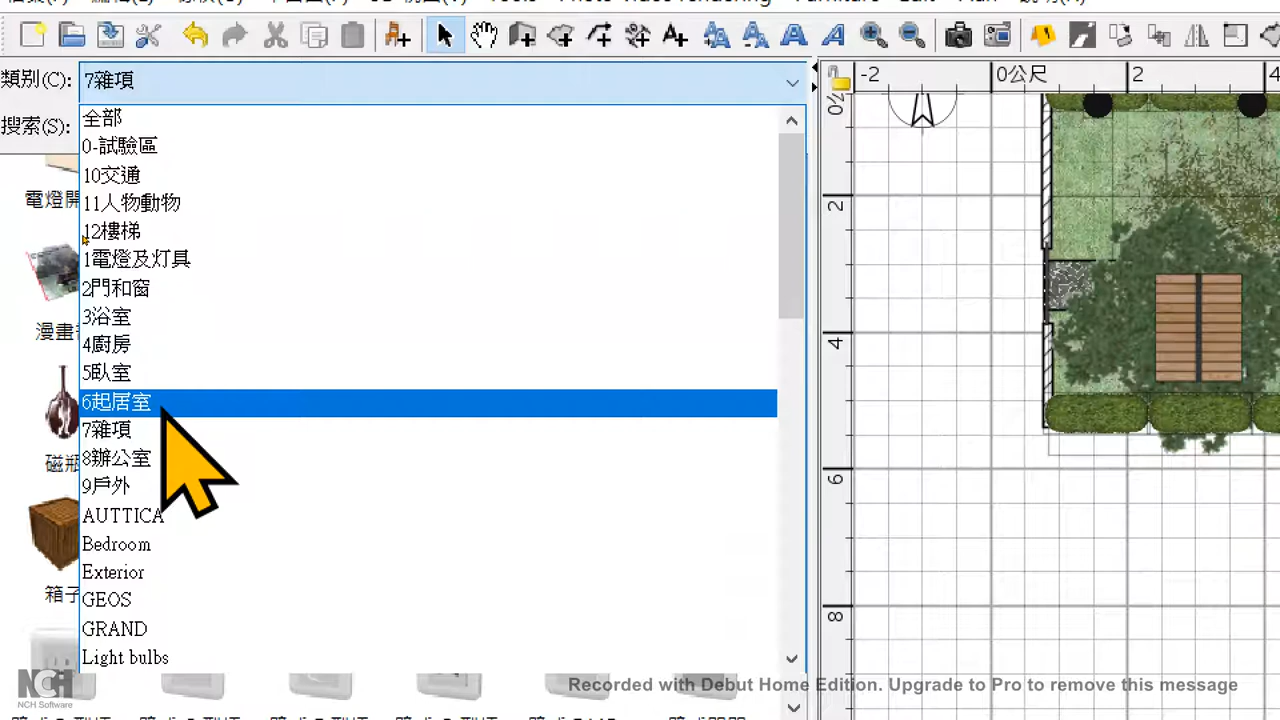 類別(C):
7雜項
搜索(S):
全部
0-試驗區
10交通
11人物動物
12樓梯
1電燈及灯具
2門和窗
3浴室
4廚房
5臥室
6起居室
7雜項
8辦公室
9戶外
AUTTICA
Bedroom
Exterior
GEOS
GRAND
Light bulbs
電燈開
漫畫
磁瓶
箱子
-2
0公尺
2
4
0公
2
4
6
8
NCH
NCH Software
Recorded with Debut Home Edition. Upgrade to Pro to remove this message